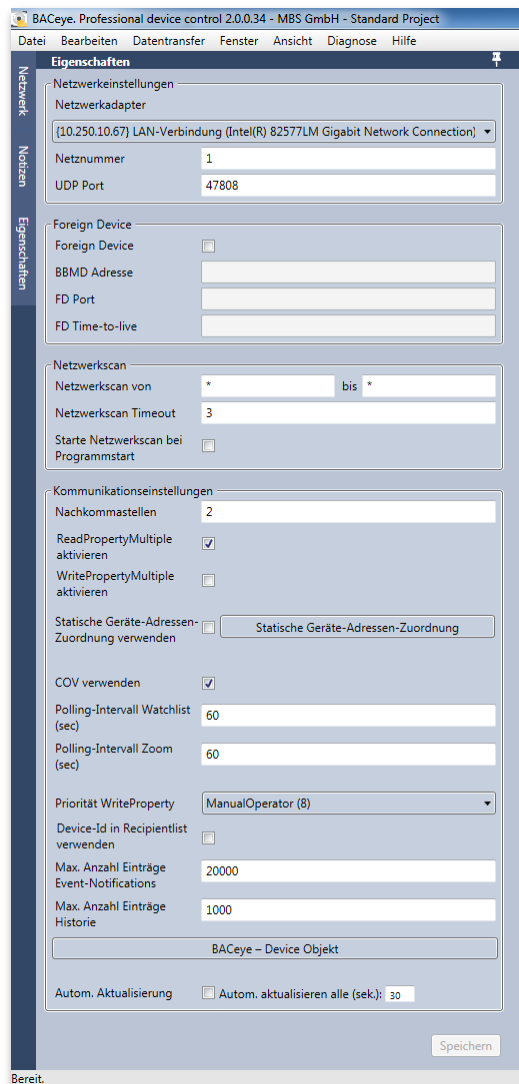 BACeye. Professional device control 2.0.0.34 - MBS GmbH - Standard Project
Datei Bearbeiten Datentransfer Fenster Ansicht Diagnose Hilfe
Netzwerk
Notizen
Eigenschaften
Eigenschaften
Netzwerkeinstellungen
Netzwerkadapter
{10.250.10.67} LAN-Verbindung (Intel(R) 82577LM Gigabit Network Connection)
Netznummer 1
UDP Port 47808
Foreign Device
Foreign Device
BBMD Adresse
FD Port
FD Time-to-live
Netzwerkscan
Netzwerkscan von * bis *
Netzwerkscan Timeout 3
Starte Netzwerkscan bei
Programmstart
Kommunikationseinstellungen
Nachkommastellen 2
ReadPropertyMultiple
aktivieren
WritePropertyMultiple
aktivieren
Statische Geräte-Adressen-
Zuordnung verwenden
Statische Geräte-Adressen-Zuordnung
COV verwenden
Polling-Intervall Watchlist
(sec)
60
Polling-Intervall Zoom
(sec)
60
Priorität WriteProperty ManualOperator (8)
Device-Id in Recipientlist
verwenden
Max. Anzahl Einträge
Event-Notifications
20000
Max. Anzahl Einträge
Historie
1000
BACeye – Device Objekt
Autom. Aktualisierung Autom. aktualisieren alle (sek.): 30
Speichern
Bereit.